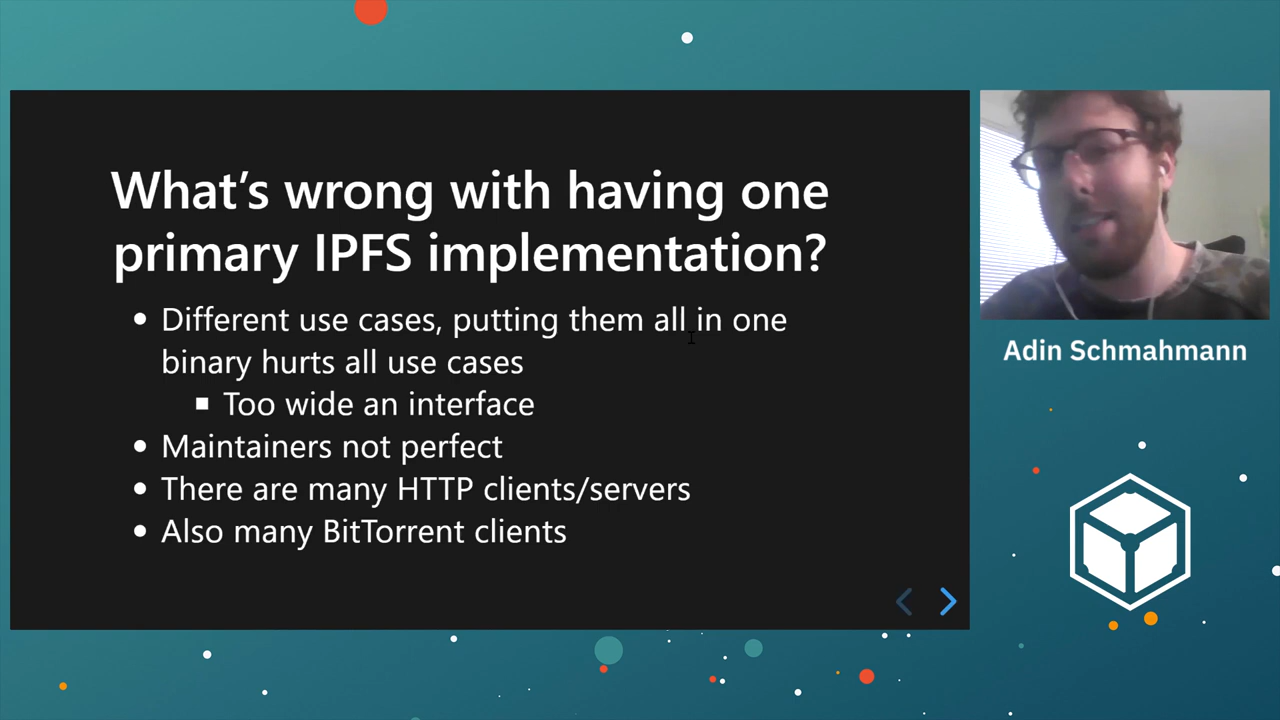 What's wrong with having one
primary IPFS implementation?
Different use cases, putting them all in one
binary hurts all use cases
Too wide an interface
Maintainers not perfect
There are many HTTP clients/servers
Also many BitTorrent clients
Adin Schmahmann